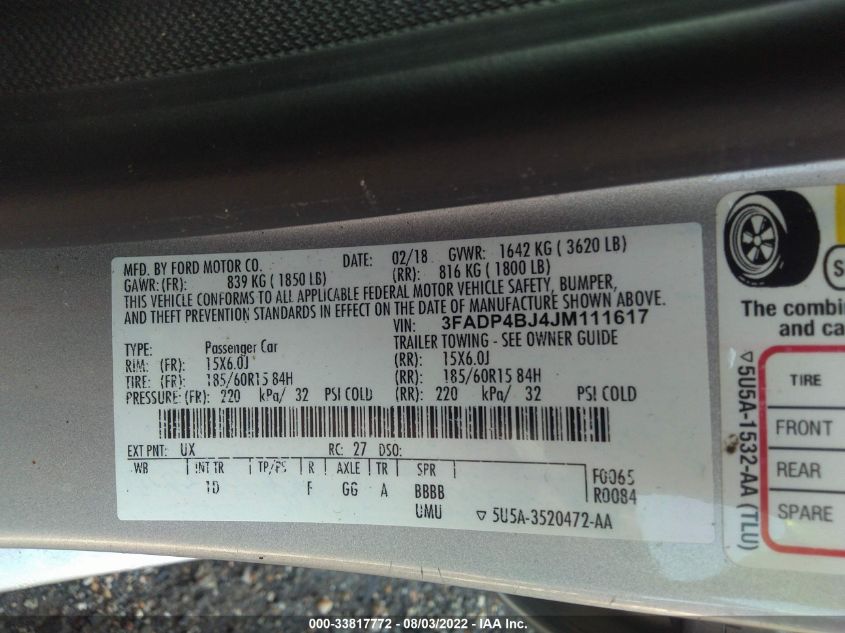 MFD. BY FORD MOTOR CO. DATE: 02/18 GVWR: 1642 KG ( 3620 LB)
GAWR: (FR): 839 KG ( 1850 LB) (RR): 816 KG ( 1800 LB)
THIS VEHICLE CONFORMS TO ALL APPLICABLE FEDERAL MOTOR VEHICLE SAFETY, BUMPER,
AND THEFT PREVENTION STANDARDS IN EFFECT ON THE DATE OF MANUFACTURE SHOWN ABOVE.
VIN: 3FADP4BJ4JM111617
TYPE: Passenger Car TRAILER TOWING - SEE OWNER GUIDE
RIM: (FR): 15X6.0J (RR): 15X6.0J
TIRE: (FR): 185/60R15 84H (RR): 185/60R15 84H
PRESSURE: (FR): 220 kPa/ 32 PSI COLD (RR): 220 kPa/ 32 PSI COLD
EXT PNT: UX RC: 27 DSO:
WB INT TR TP/PS R AXLE TR SPR F0065
1D F GG A BBBB R0084
UMU ▽ 5U5A-3520472-AA
S
The combin
and ca
TIRE
FRONT
REAR
SPARE
▽5U5A-1532-AA (TLU)
000-33817772 - 08/03/2022 - IAA Inc.